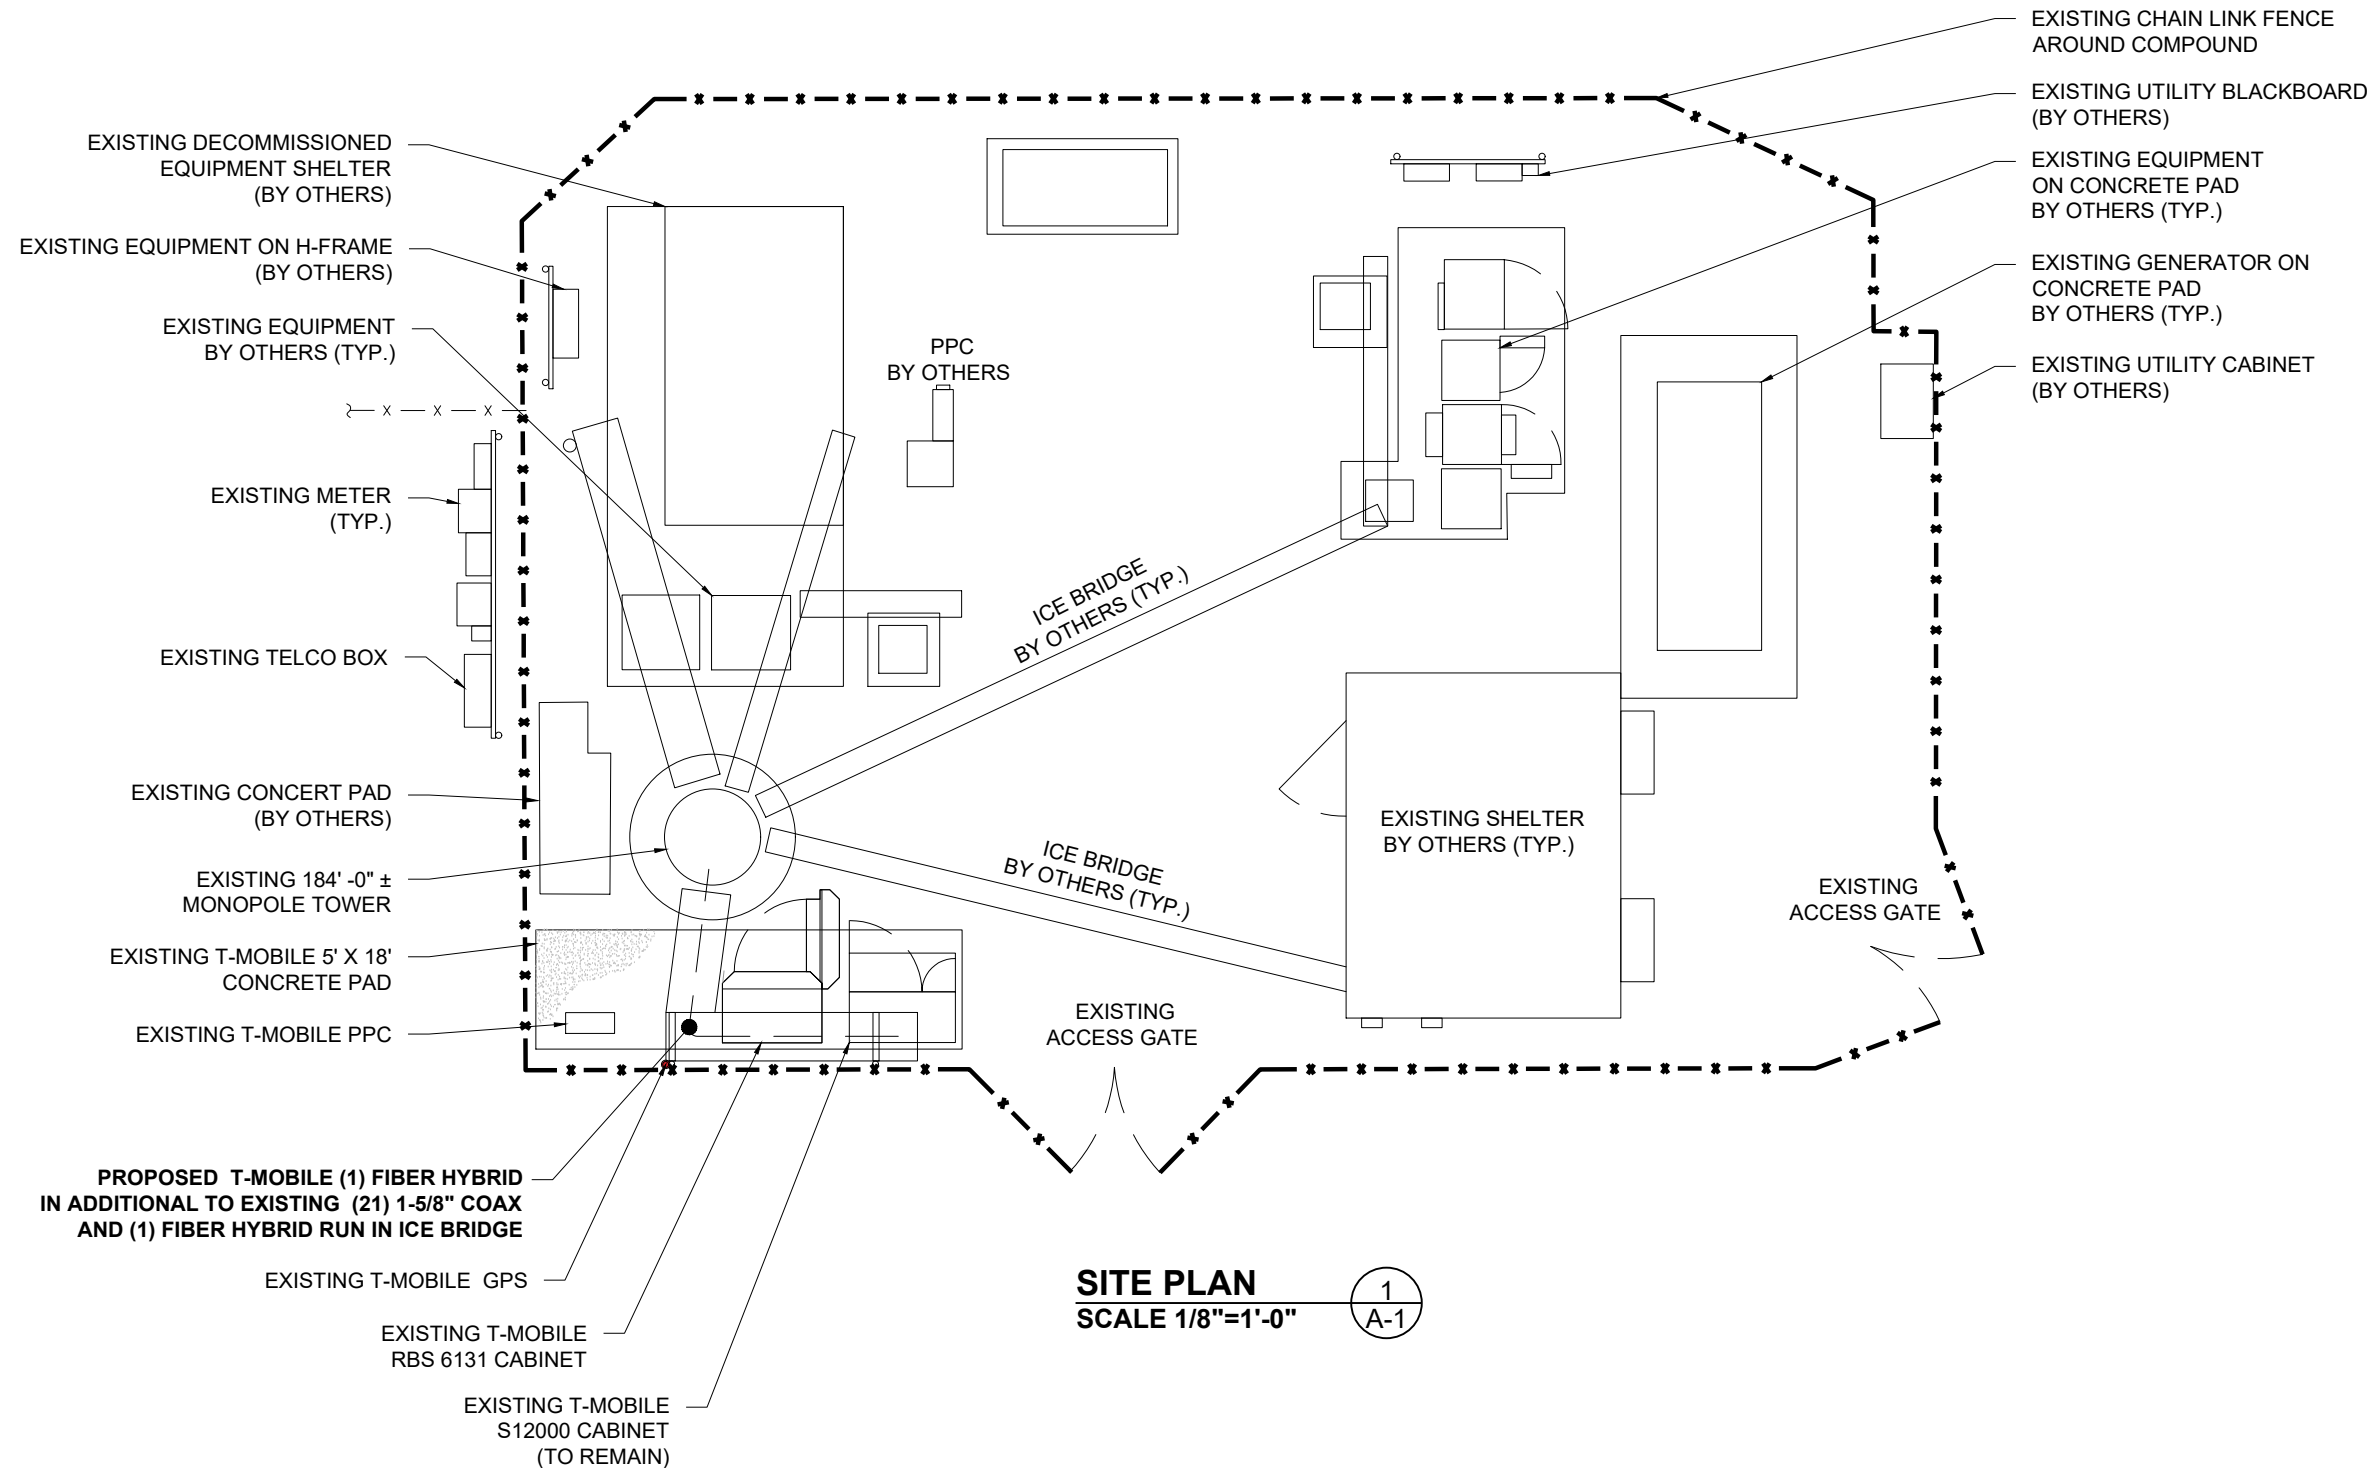 EXISTING CHAIN LINK FENCE
AROUND COMPOUND
EXISTING UTILITY BLACKBOARD
(BY OTHERS)
EXISTING EQUIPMENT
ON CONCRETE PAD
BY OTHERS (TYP.)
EXISTING GENERATOR ON
CONCRETE PAD
BY OTHERS (TYP.)
EXISTING UTILITY CABINET
(BY OTHERS)
EXISTING DECOMMISSIONED
EQUIPMENT SHELTER
(BY OTHERS)
EXISTING EQUIPMENT ON H-FRAME
(BY OTHERS)
EXISTING EQUIPMENT
BY OTHERS (TYP.)
PPC
BY OTHERS
EXISTING METER
(TYP.)
EXISTING TELCO BOX
EXISTING CONCERT PAD
(BY OTHERS)
EXISTING 184' -0" ±
MONOPOLE TOWER
EXISTING T-MOBILE 5' X 18'
CONCRETE PAD
EXISTING T-MOBILE PPC
ICE BRIDGE
BY OTHERS (TYP.)
ICE BRIDGE
BY OTHERS (TYP.)
EXISTING SHELTER
BY OTHERS (TYP.)
EXISTING
ACCESS GATE
EXISTING
ACCESS GATE
PROPOSED  T-MOBILE (1) FIBER HYBRID
IN ADDITIONAL TO EXISTING  (21) 1-5/8" COAX
AND (1) FIBER HYBRID RUN IN ICE BRIDGE
EXISTING T-MOBILE  GPS
EXISTING T-MOBILE
RBS 6131 CABINET
EXISTING T-MOBILE
S12000 CABINET
(TO REMAIN)
SITE PLAN
SCALE 1/8"=1'-0"
1
A-1